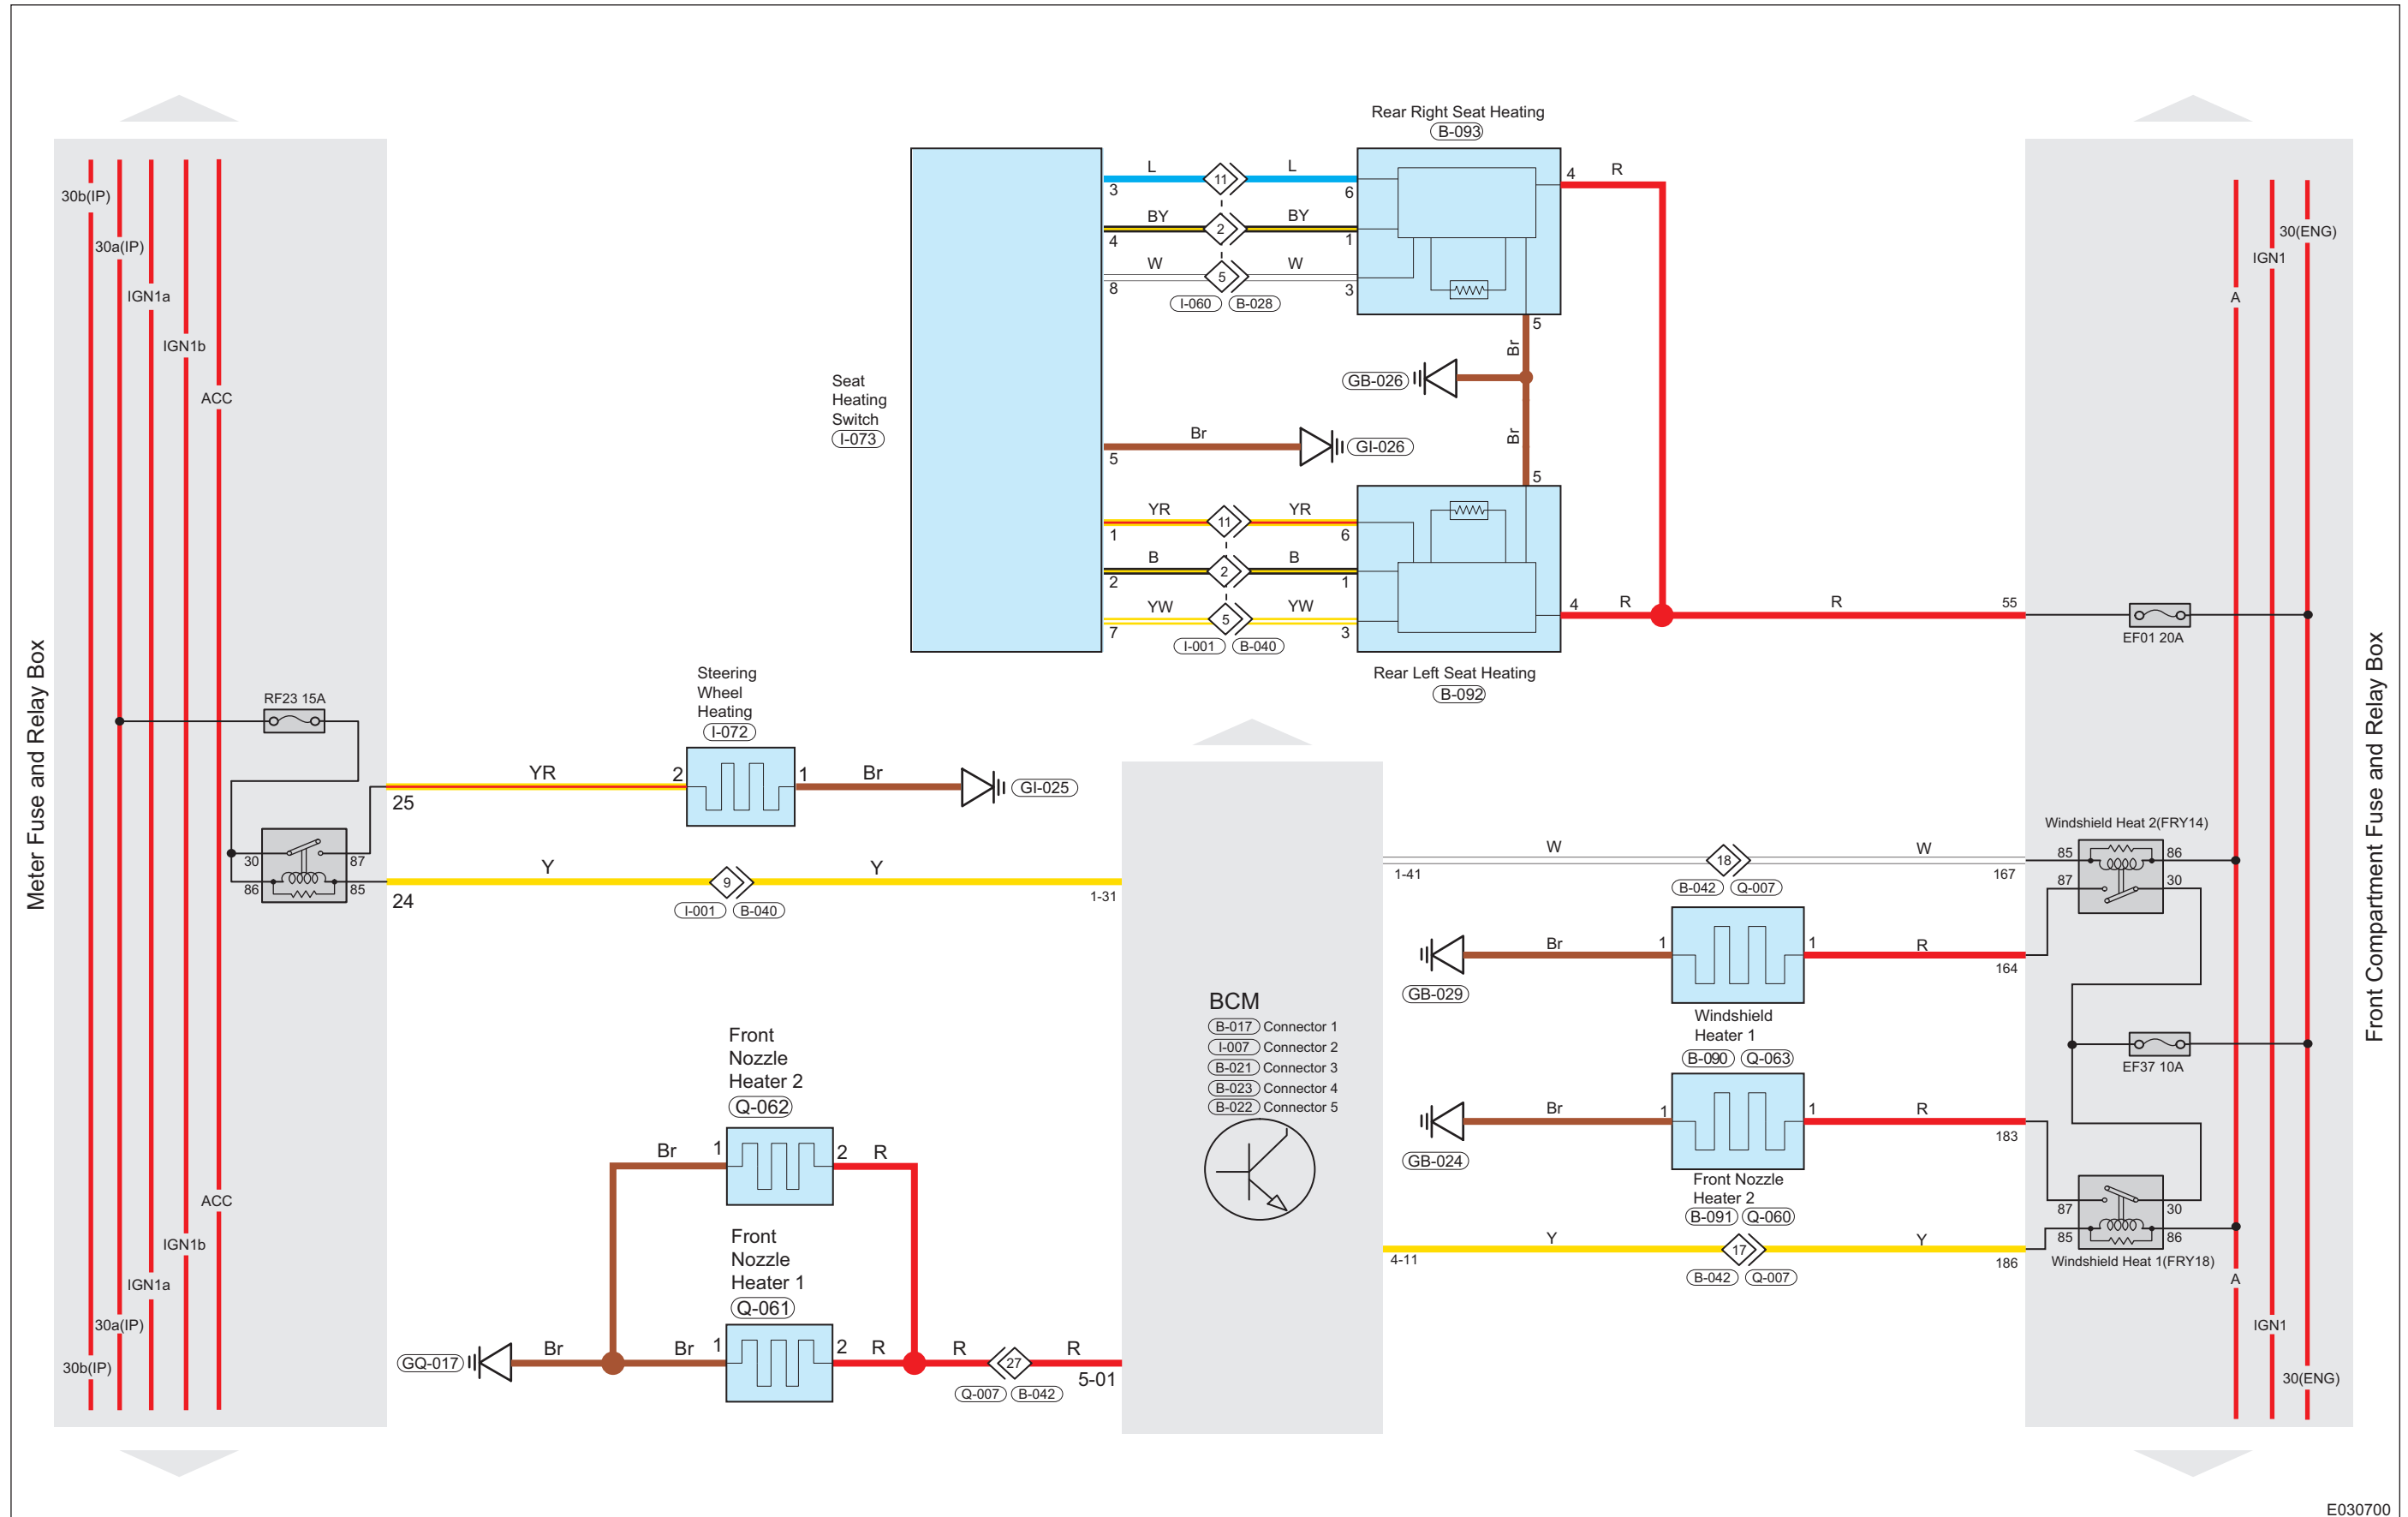 Meter Fuse and Relay Box
30b(IP)
30a(IP)
IGN1a
IGN1b
ACC
RF23 15A
30
87
86
85
ACC
IGN1b
IGN1a
30a(IP)
30b(IP)
25
YR
2
Steering
Wheel
Heating
I-072
1
Br
GI-025
24
Y
9
Y
I-001
B-040
1-31
Front
Nozzle
Heater 2
Q-062
Br
1
2
R
Front
Nozzle
Heater 1
Q-061
GQ-017
Br
Br
1
2
R
R
27
R
Q-007
B-042
5-01
Seat
Heating
Switch
I-073
3
L
11
L
6
4
BY
2
BY
1
8
W
5
W
3
I-060
B-028
Rear Right Seat Heating
B-093
4
R
5
Br
GB-026
Br
5
5
Br
GI-026
1
YR
11
YR
6
2
B
2
B
1
7
YW
5
YW
3
I-001
B-040
4
R
R
55
Rear Left Seat Heating
B-092
BCM
B-017 Connector 1
I-007 Connector 2
B-021 Connector 3
B-023 Connector 4
B-022 Connector 5
1-41
W
18
W
167
B-042
Q-007
GB-029
Br
1
1
R
164
Windshield
Heater 1
B-090
Q-063
GB-024
Br
1
1
R
183
Front Nozzle
Heater 2
B-091
Q-060
4-11
Y
17
Y
186
B-042
Q-007
Front Compartment Fuse and Relay Box
30(ENG)
IGN1
A
EF01 20A
Windshield Heat 2(FRY14)
85
86
87
30
EF37 10A
87
30
85
86
Windshield Heat 1(FRY18)
A
IGN1
30(ENG)
E030700